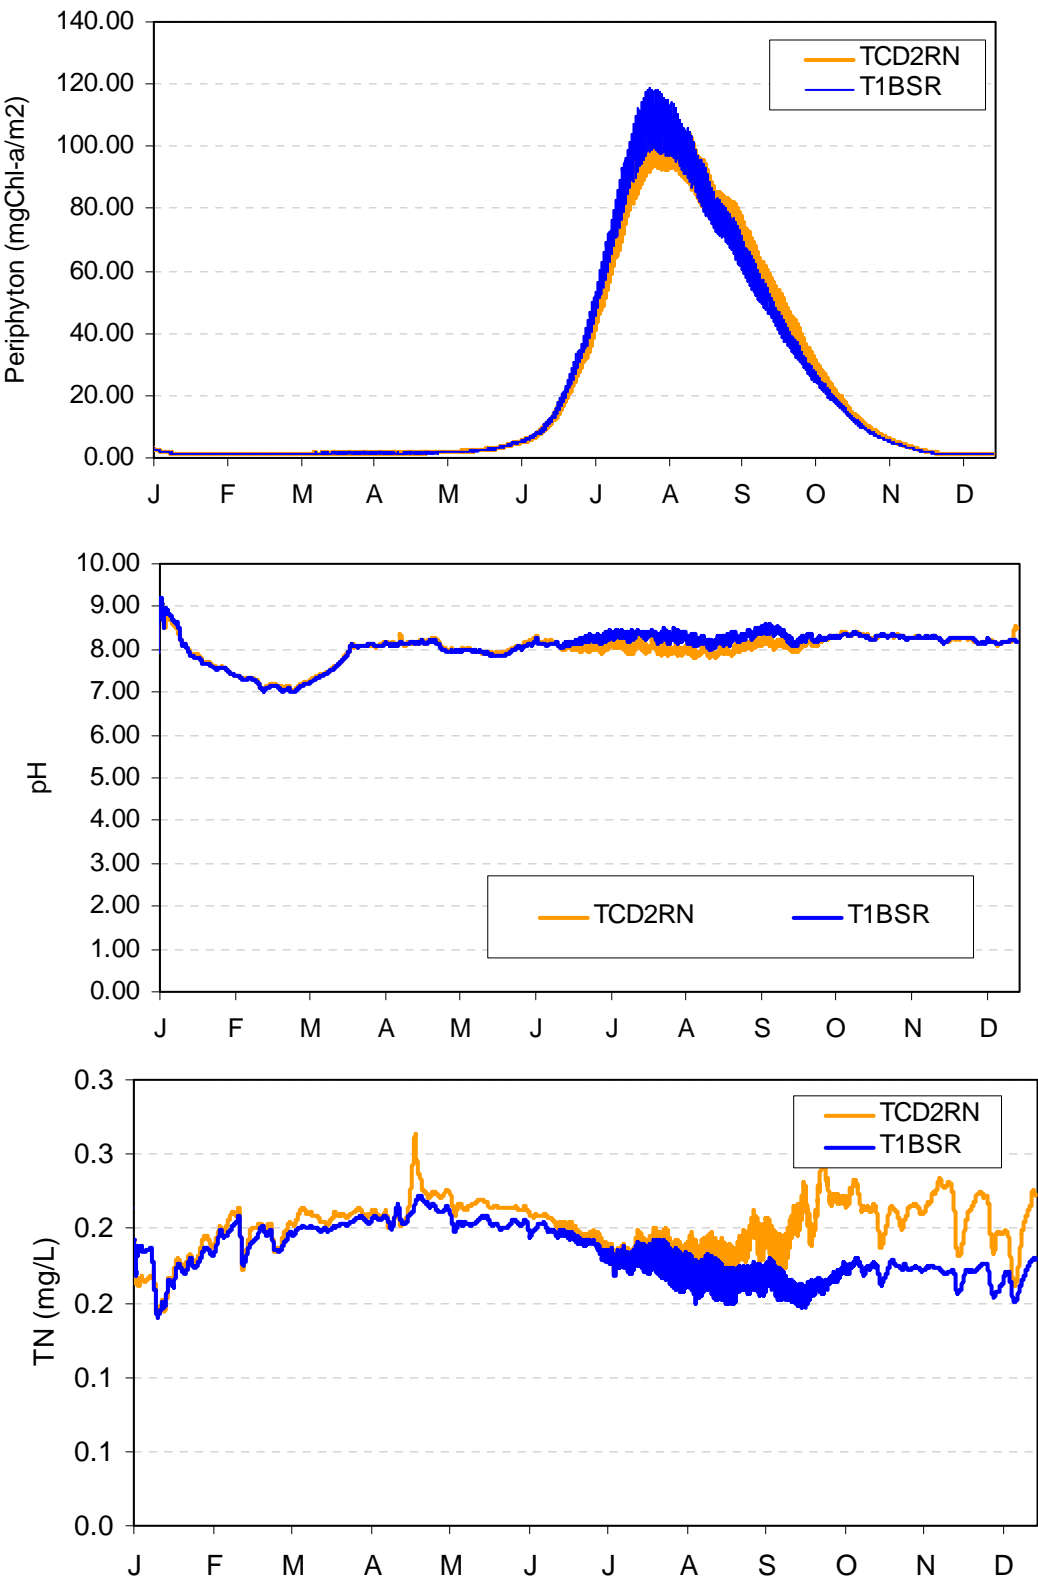 140.00
120.00
100.00
80.00
60.00
40.00
20.00
0.00
Periphyton (mgChl-a/m2)
TCD2RN
T1BSR
J F M A M J J A S O N D
10.00
9.00
8.00
7.00
6.00
5.00
4.00
3.00
2.00
1.00
0.00
pH
TCD2RN T1BSR
J F M A M J J A S O N D
0.3
0.3
0.2
0.2
0.1
0.1
0.0
TN (mg/L)
TCD2RN
T1BSR
J F M A M J J A S O N D